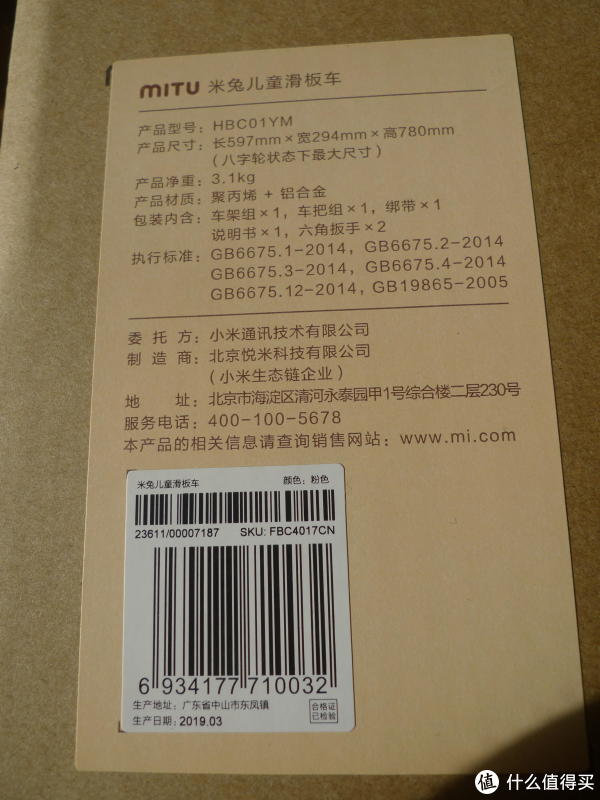 MITU 米兔儿童滑板车
产品型号：HBC01YM
产品尺寸：长597mm×宽294mm×高780mm
（八字轮状态下最大尺寸）
产品净重：3.1kg
产品材质：聚丙烯 + 铝合金
包装内含：车架组×1，车把组×1，绑带×1
说明书×1，六角扳手×2
执行标准：GB6675.1-2014，GB6675.2-2014
GB6675.3-2014，GB6675.4-2014
GB6675.12-2014，GB19865-2005
委托方：小米通讯技术有限公司
制造商：北京悦米科技有限公司
（小米生态链企业）
地址：北京市海淀区清河永泰园甲1号综合楼二层230号
服务电话：400-100-5678
本产品的相关信息请查询销售网站：www.mi.com
米兔儿童滑板车 颜色：粉色
23611/00007187 SKU: FBC4017CN
6 934177 710032
生产地址：广东省中山市东凤镇
生产日期：2019.03
合格证
已检验
值 什么值得买